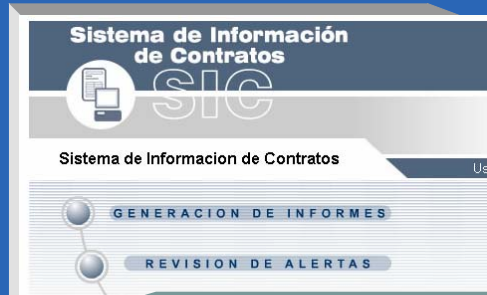 Sistema de Información
de Contratos
SIC
Sistema de Informacion de Contratos
GENERACION DE INFORMES
REVISION DE ALERTAS